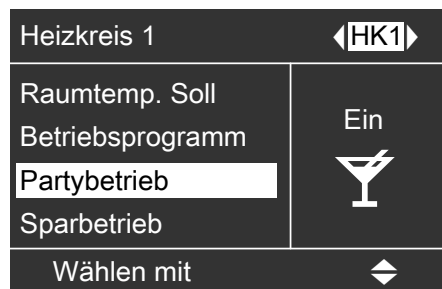 Heizkreis 1 HK1
Raumtemp. Soll
Betriebsprogramm
Partybetrieb
Sparbetrieb
Ein
Wählen mit